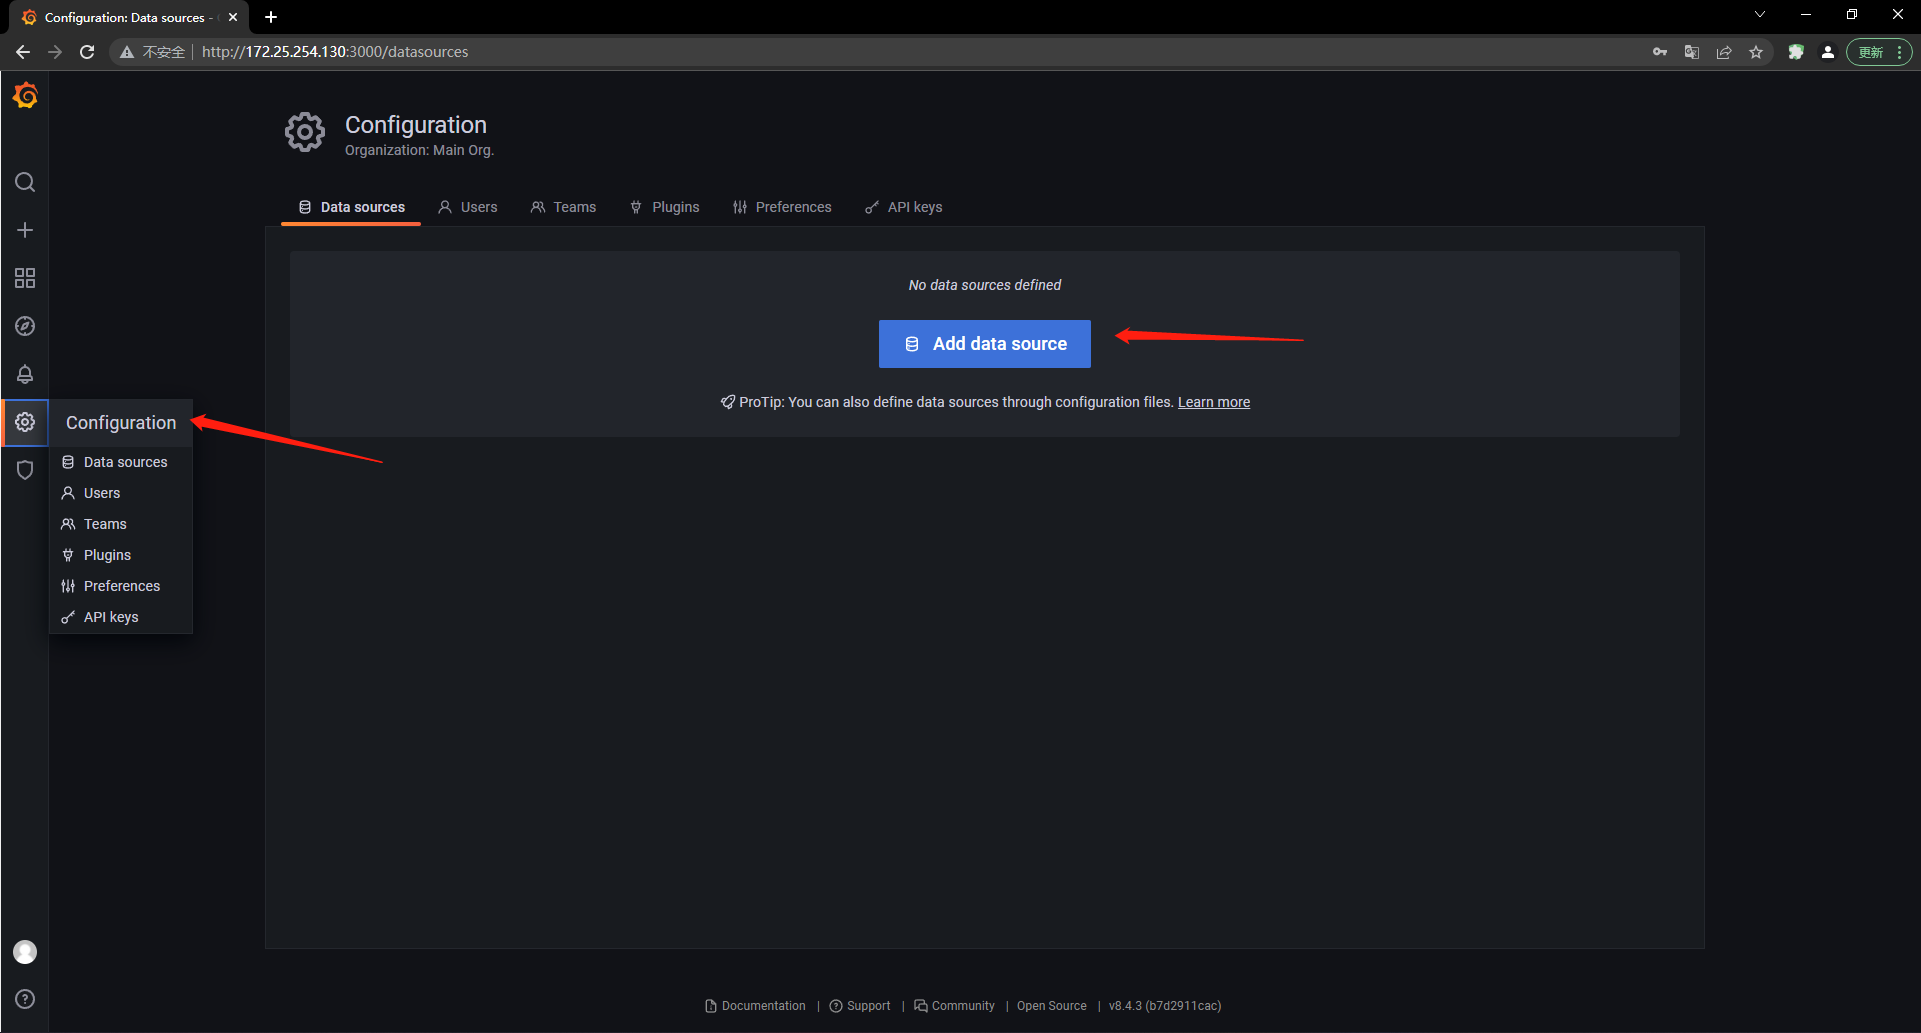 Configuration: Data sources -
不安全 http://172.25.254.130:3000/datasources 更新
Configuration
Organization: Main Org.
Data sources Users Teams Plugins Preferences API keys
No data sources defined
Add data source
ProTip: You can also define data sources through configuration files. Learn more
Configuration
Data sources
Users
Teams
Plugins
Preferences
API keys
Documentation | Support | Community | Open Source | v8.4.3 (b7d2911cac)